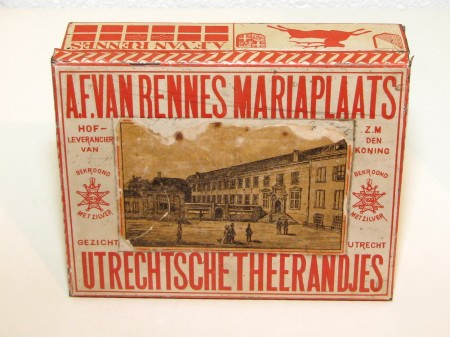 A.F. VAN RENNES
A.F. VAN RENNES MARIAPLAATS
HOF-
LEVERANCIER
VAN
Z.M
DEN
KONING
BEKROOND
MET ZILVER
BEKROOND
MET ZILVER
GEZICHT
UTRECHT
UTRECHTSCHE THEERANDJES